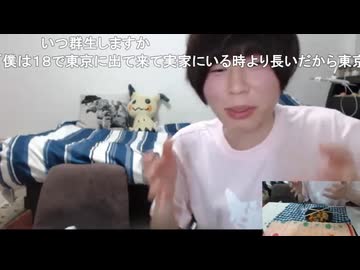 いつ群生しますか
僕は18で東京に出て来て実家にいる時より長いだから東京